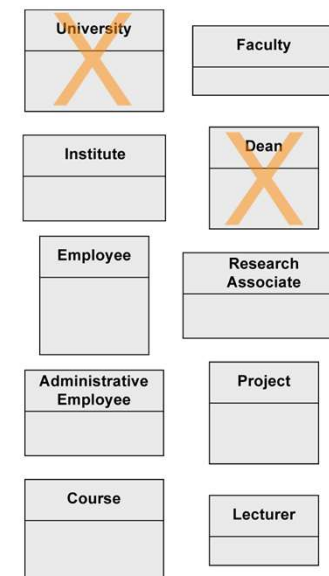 University
Faculty
Institute
Dean
Employee
Research
Associate
Administrative
Employee
Project
Course
Lecturer